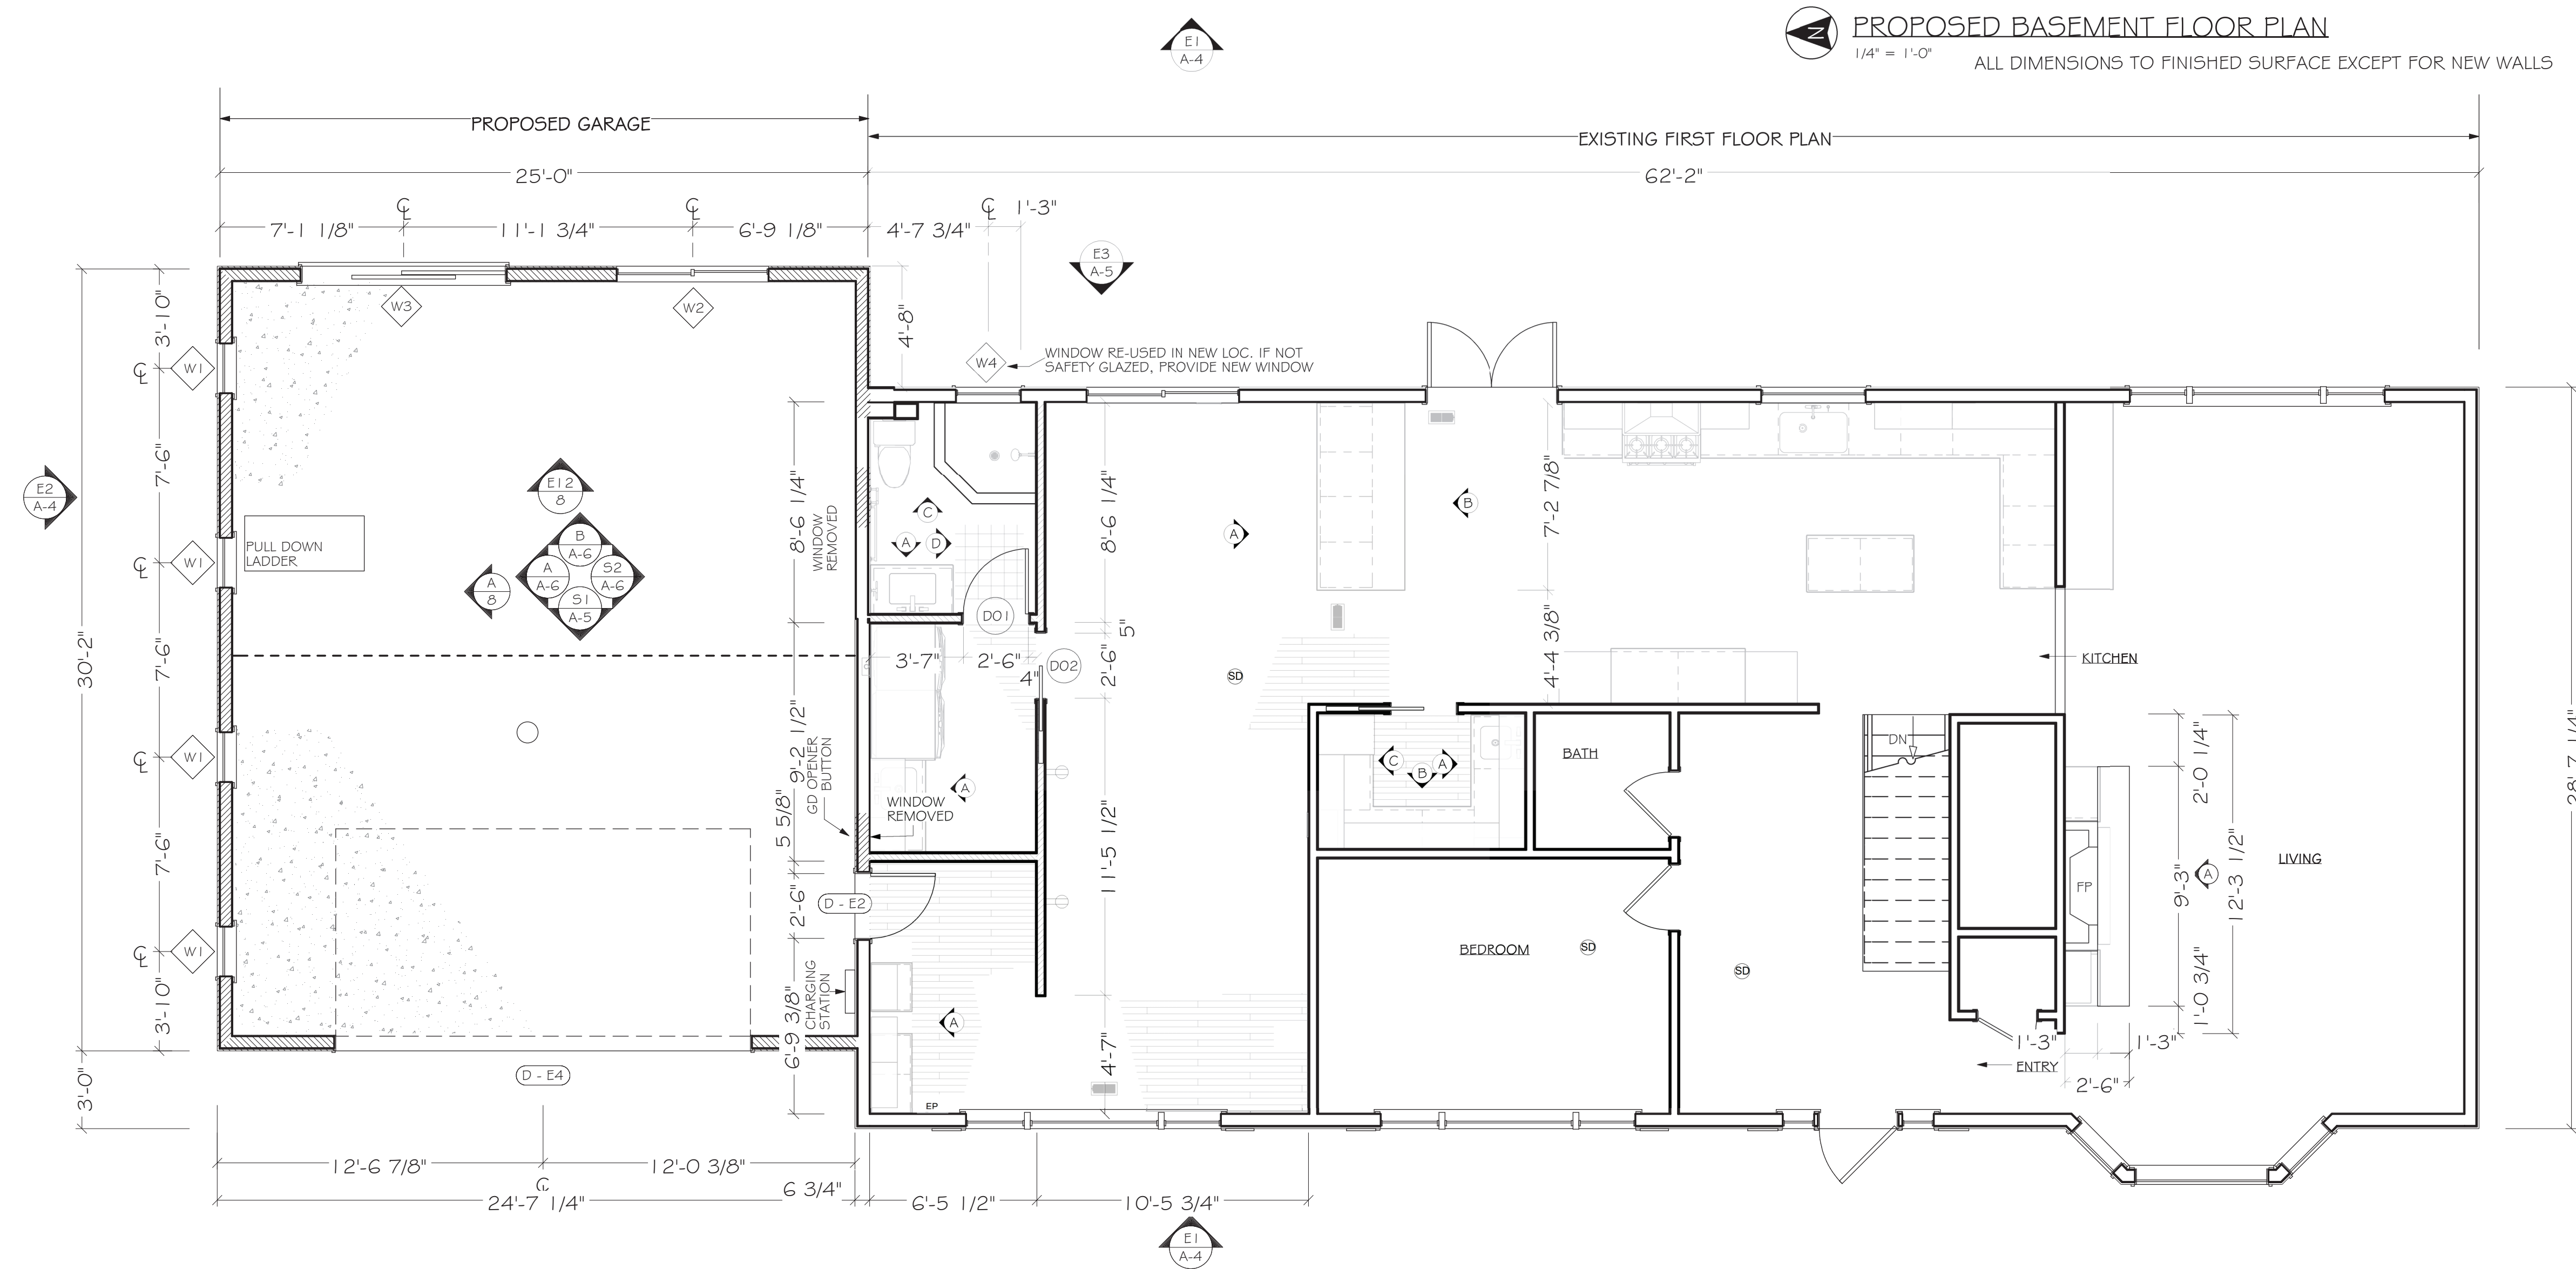 E1
A-4
N
PROPOSED BASEMENT FLOOR PLAN
1/4" = 1'-0"
ALL DIMENSIONS TO FINISHED SURFACE EXCEPT FOR NEW WALLS
PROPOSED GARAGE
EXISTING FIRST FLOOR PLAN
25'-0"
62'-2"
7'-1 1/8"
11'-1 3/4"
6'-9 1/8"
4'-7 3/4"
1'-3"
E3
A-5
W3
W2
W4
4'-8"
WINDOW RE-USED IN NEW LOC. IF NOT
SAFETY GLAZED, PROVIDE NEW WINDOW
3'-10"
W1
7'-6"
W1
7'-6"
W1
7'-6"
W1
3'-10"
30'-2"
3'-0"
E2
A-4
E12
8
B
A-6
A
A-6
S2
A-6
S1
A-5
A
8
PULL DOWN
LADDER
8'-6 1/4"
WINDOW
REMOVED
C
A
D
D01
3'-7"
2'-6"
4"
D02
8'-6 1/4"
5"
2'-6"
11'-5 1/2"
4'-7"
A
B
7'-2 7/8"
4'-4 3/8"
SD
KITCHEN
9'-2 1/2"
5 5/8"
GD OPENER
BUTTON
WINDOW
REMOVED
A
D - E2
2'-6"
6'-9 3/8"
CHARGING
STATION
A
EP
C
B
A
BATH
BEDROOM
SD
SD
DN
FP
LIVING
2'-0 1/4"
9'-3"
A
12'-3 1/2"
1'-0 3/4"
28'-7 1/4"
1'-3"
1'-3"
ENTRY
2'-6"
D - E4
12'-6 7/8"
12'-0 3/8"
24'-7 1/4"
6 3/4"
6'-5 1/2"
10'-5 3/4"
E1
A-4